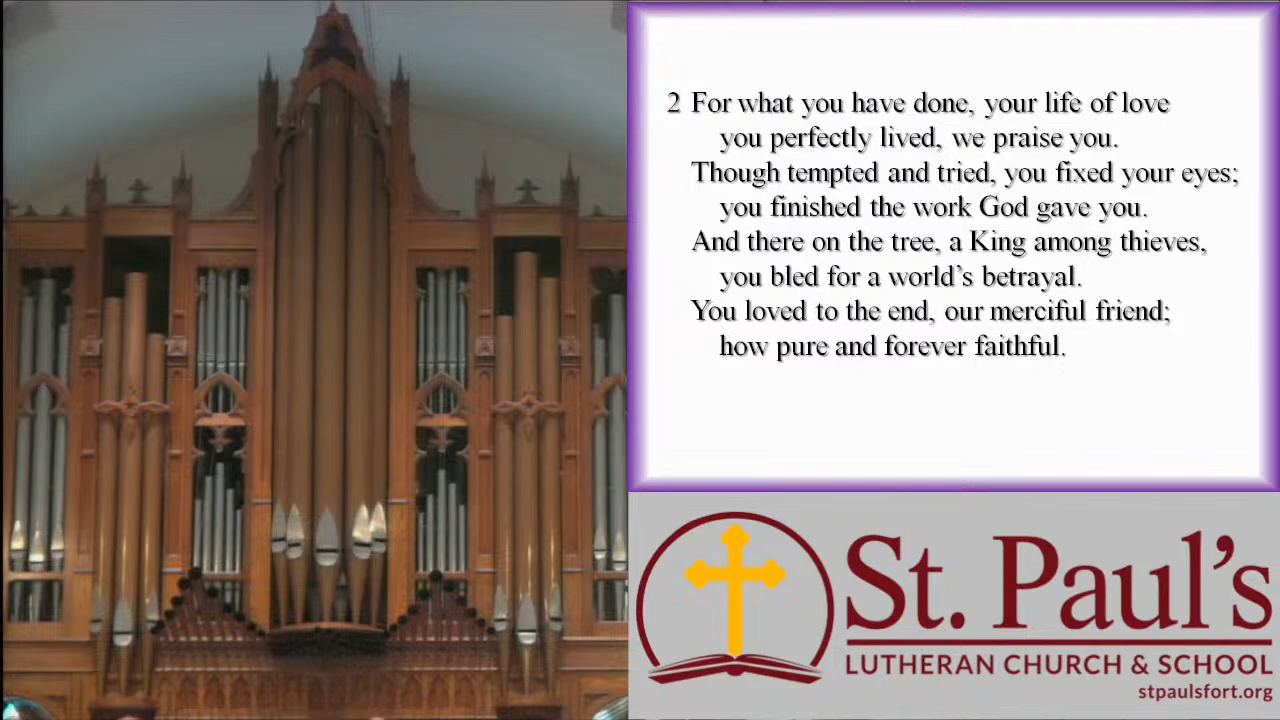 2 For what you have done, your life of love
you perfectly lived, we praise you.
Though tempted and tried, you fixed your eyes;
you finished the work God gave you.
And there on the tree, a King among thieves,
you bled for a world’s betrayal.
You loved to the end, our merciful friend;
how pure and forever faithful.
St. Paul’s
LUTHERAN CHURCH & SCHOOL
stpaulsfort.org